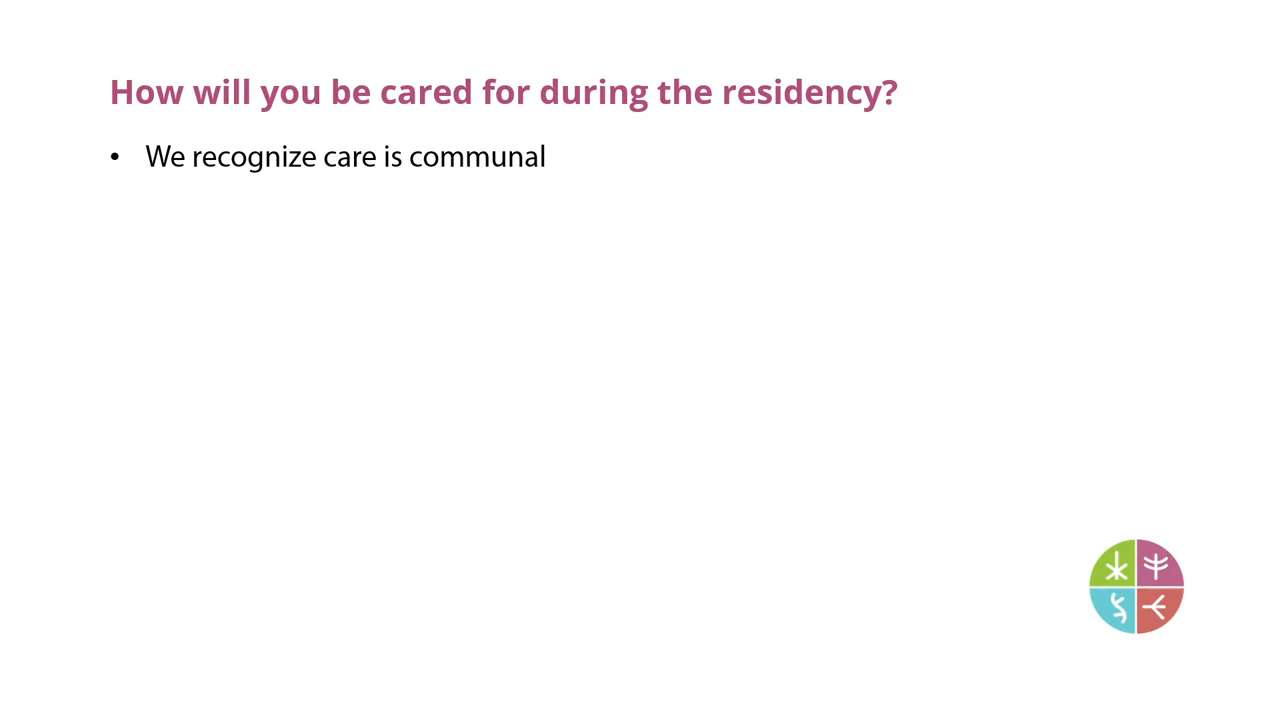 How will you be cared for during the residency?
• We recognize care is communal